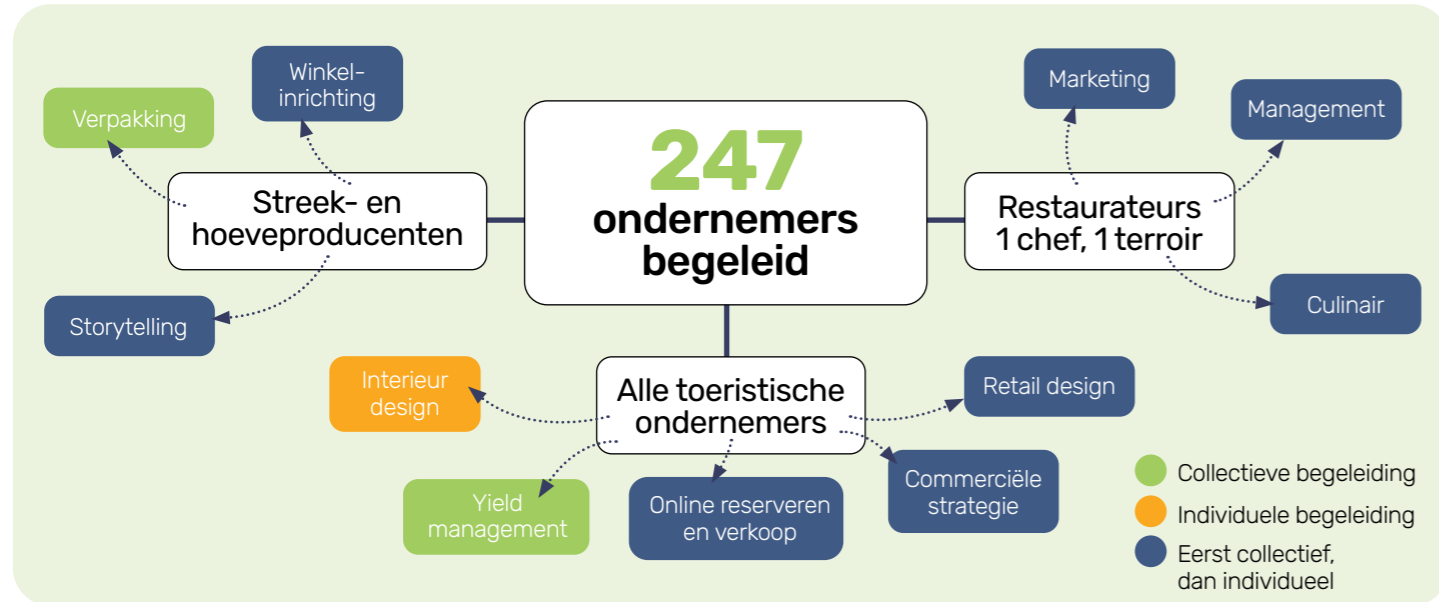 Winkel-
inrichting
Verpakking
Streek- en
hoeveproducenten
Storytelling
247
ondernemers
begeleid
Marketing
Management
Restaurateurs
1 chef, 1 terroir
Culinair
Alle toeristische
ondernemers
Interieur
design
Yield
management
Online reserveren
en verkoop
Commerciële
strategie
Retail design
Collectieve begeleiding
Individuele begeleiding
Eerst collectief,
dan individueel